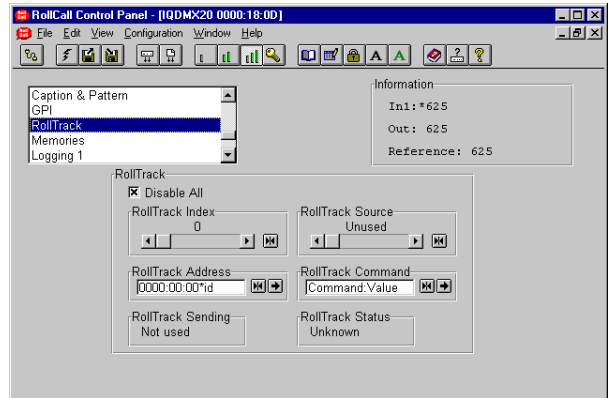 RollCall Control Panel - [IQDMX20 0000:18:0D]
File Edit View Configuration Window Help
A A
Caption & Pattern
GPI
RollTrack
Memories
Logging 1
Information
In1:*625
Out: 625
Reference: 625
RollTrack
Disable All
RollTrack Index
0
RollTrack Source
Unused
RollTrack Address
0000:00:00*id
RollTrack Command
Command:Value
RollTrack Sending
Not used
RollTrack Status
Unknown